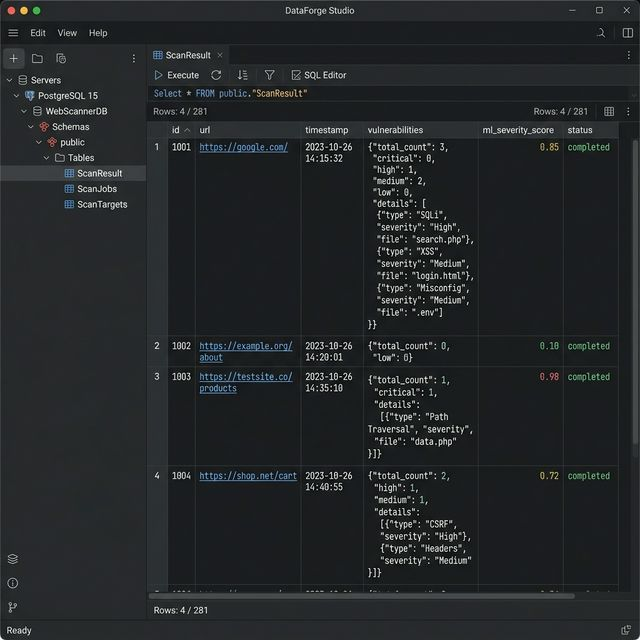 DataForge Studio
Edit View Help
ScanResult
Execute
SQL Editor
Select * FROM public."ScanResult"
Rows: 4 / 281
Rows: 4 / 281
Servers
PostgreSQL 15
WebScannerDB
Schemas
public
Tables
ScanResult
ScanJobs
ScanTargets
id url timestamp vulnerabilities ml_severity_score status
1 1001 https://google.com/ 2023-10-26 {"total_count": 3, 0.85 completed
14:15:32 "critical": 0,
"high": 1,
"medium": 2,
"low": 0,
"details": [
{"type": "SQLi",
"severity": "High",
"file": "search.php"},
{"type": "XSS",
"severity": "Medium",
"file": "login.html"},
{"type": "Misconfig",
"severity": "Medium",
"file": ".env"]
}}
2 1002 https://example.org/ 2023-10-26 {"total_count": 0, 0.10 completed
about 14:20:01 "low": 0}
3 1003 https://testsite.co/ 2023-10-26 {"total_count": 1, 0.98 completed
products 14:35:10 "critical": 1,
"details":
[{"type": "Path
Traversal", "severity",
"file": "data.php"
}]}
4 1004 https://shop.net/cart 2023-10-26 {"total_count": 2, 0.72 completed
14:40:55 "high": 1,
"medium": 1,
"details":
[{"type": "CSRF",
"severity": "High"},
{"type": "Headers",
"severity": "Medium"
}]}
Rows: 4 / 281
Ready